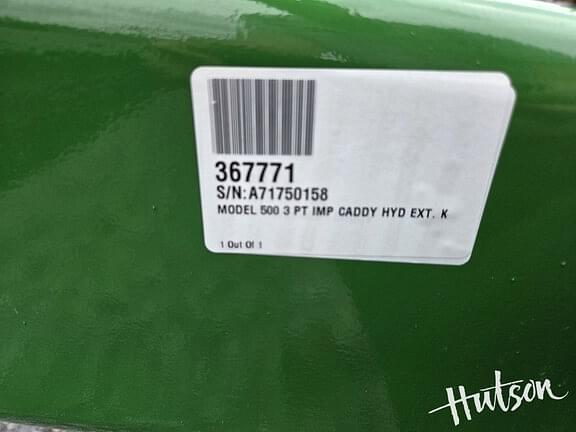 367771
S/N:A71750158
MODEL 500 3 PT IMP CADDY HYD EXT. K
1 Out Of 1
Hutson